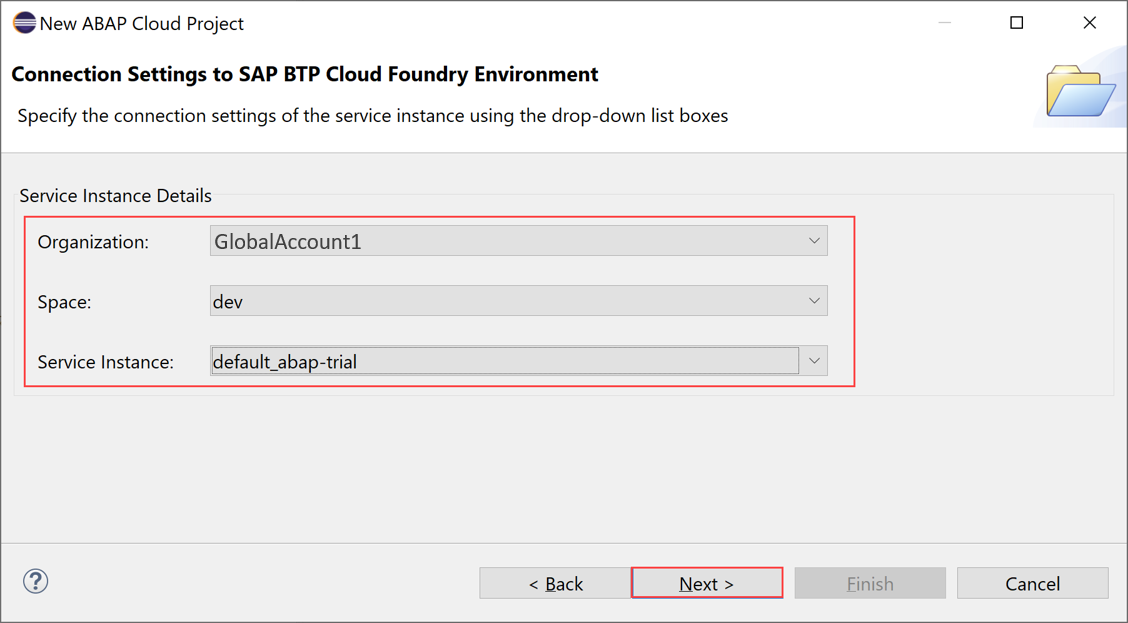 New ABAP Cloud Project
Connection Settings to SAP BTP Cloud Foundry Environment
Specify the connection settings of the service instance using the drop-down list boxes
Service Instance Details
Organization: GlobalAccount1
Space: dev
Service Instance: default_abap-trial
? < Back Next > Finish Cancel